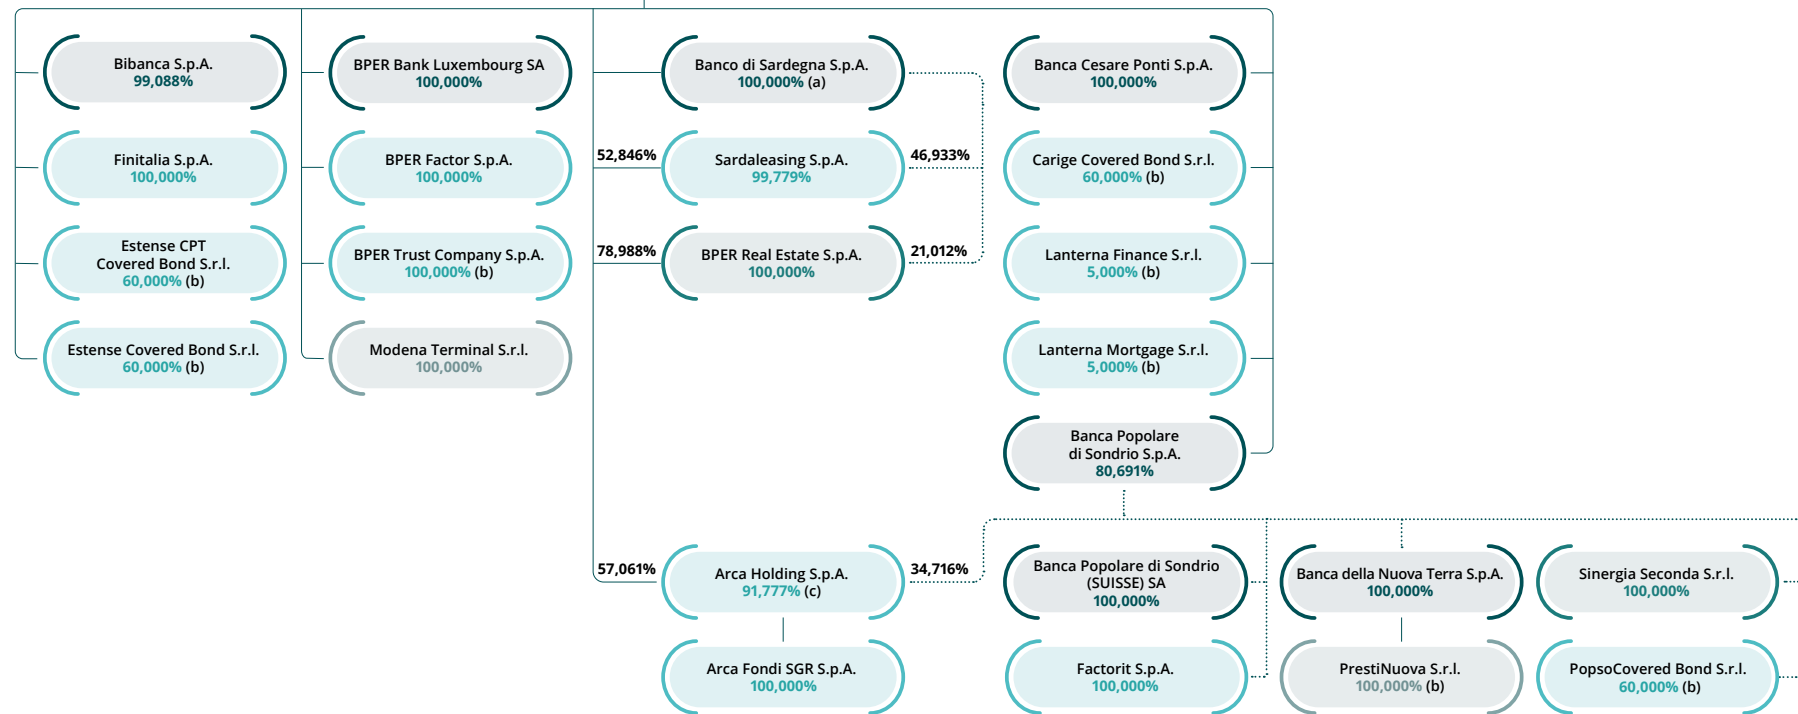 Bibanca S.p.A.
99,088%
BPER Bank Luxembourg SA
100,000%
Banco di Sardegna S.p.A.
100,000% (a)
Banca Cesare Ponti S.p.A.
100,000%
Finitalia S.p.A.
100,000%
BPER Factor S.p.A.
100,000%
52,846%
Sardaleasing S.p.A.
99,779%
46,933%
Carige Covered Bond S.r.l.
60,000% (b)
Estense CPT
Covered Bond S.r.l.
60,000% (b)
BPER Trust Company S.p.A.
100,000% (b)
78,988%
BPER Real Estate S.p.A.
100,000%
21,012%
Lanterna Finance S.r.l.
5,000% (b)
Estense Covered Bond S.r.l.
60,000% (b)
Modena Terminal S.r.l.
100,000%
Lanterna Mortgage S.r.l.
5,000% (b)
Banca Popolare
di Sondrio S.p.A.
80,691%
57,061%
Arca Holding S.p.A.
91,777% (c)
34,716%
Banca Popolare di Sondrio
(SUISSE) SA
100,000%
Banca della Nuova Terra S.p.A.
100,000%
Sinergia Seconda S.r.l.
100,000%
Arca Fondi SGR S.p.A.
100,000%
Factorit S.p.A.
100,000%
PrestiNuova S.r.l.
100,000% (b)
PopsoCovered Bond S.r.l.
60,000% (b)